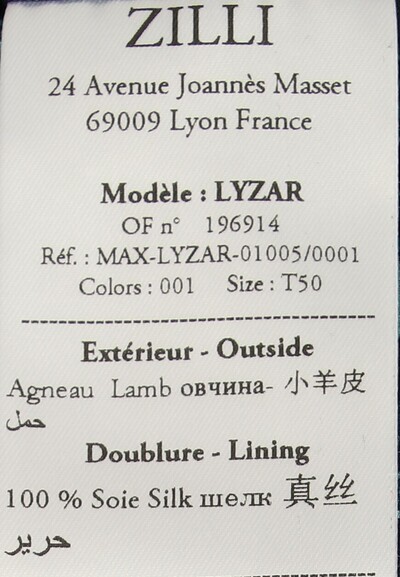 ZILLI
24 Avenue Joannès Masset
69009 Lyon France
Modèle : LYZAR
OF n° 196914
Réf. : MAX-LYZAR-01005/0001
Colors : 001 Size : T50
Extérieur - Outside
Agneau Lamb овчина- 小羊皮
حمل
Doublure - Lining
100 % Soie Silk шелк 真丝
حرير